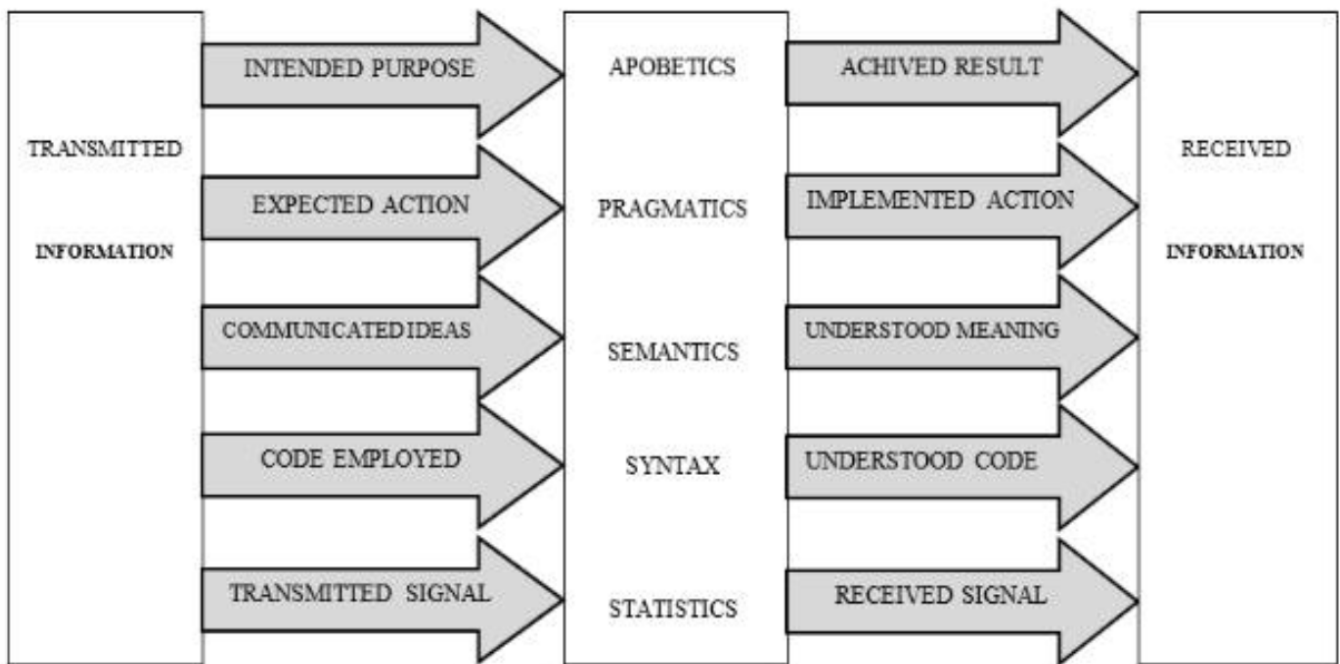 INTENDED PURPOSE
APOBETICS
ACHIVED RESULT
TRANSMITTED
RECEIVED
EXPECTED ACTION
PRAGMATICS
IMPLEMENTED ACTION
INFORMATION
INFORMATION
COMMUNICATED IDEAS
SEMANTICS
UNDERSTOOD MEANING
CODE EMPLOYED
SYNTAX
UNDERSTOOD CODE
TRANSMITTED SIGNAL
STATISTICS
RECEIVED SIGNAL